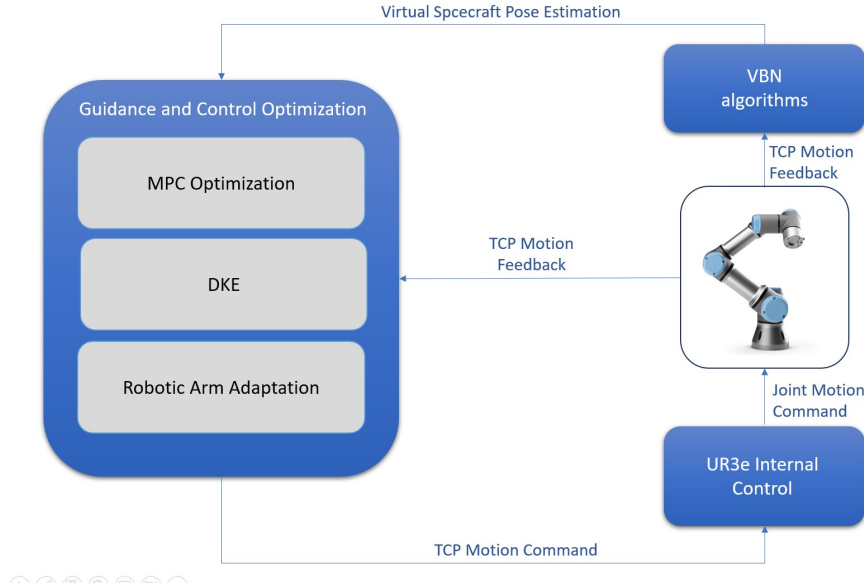 Virtual Spcecraft Pose Estimation
VBN
algorithms
Guidance and Control Optimization
MPC Optimization
TCP Motion
Feedback
TCP Motion
Feedback
DKE
Robotic Arm Adaptation
Joint Motion
Command
UR3e Internal
Control
TCP Motion Command